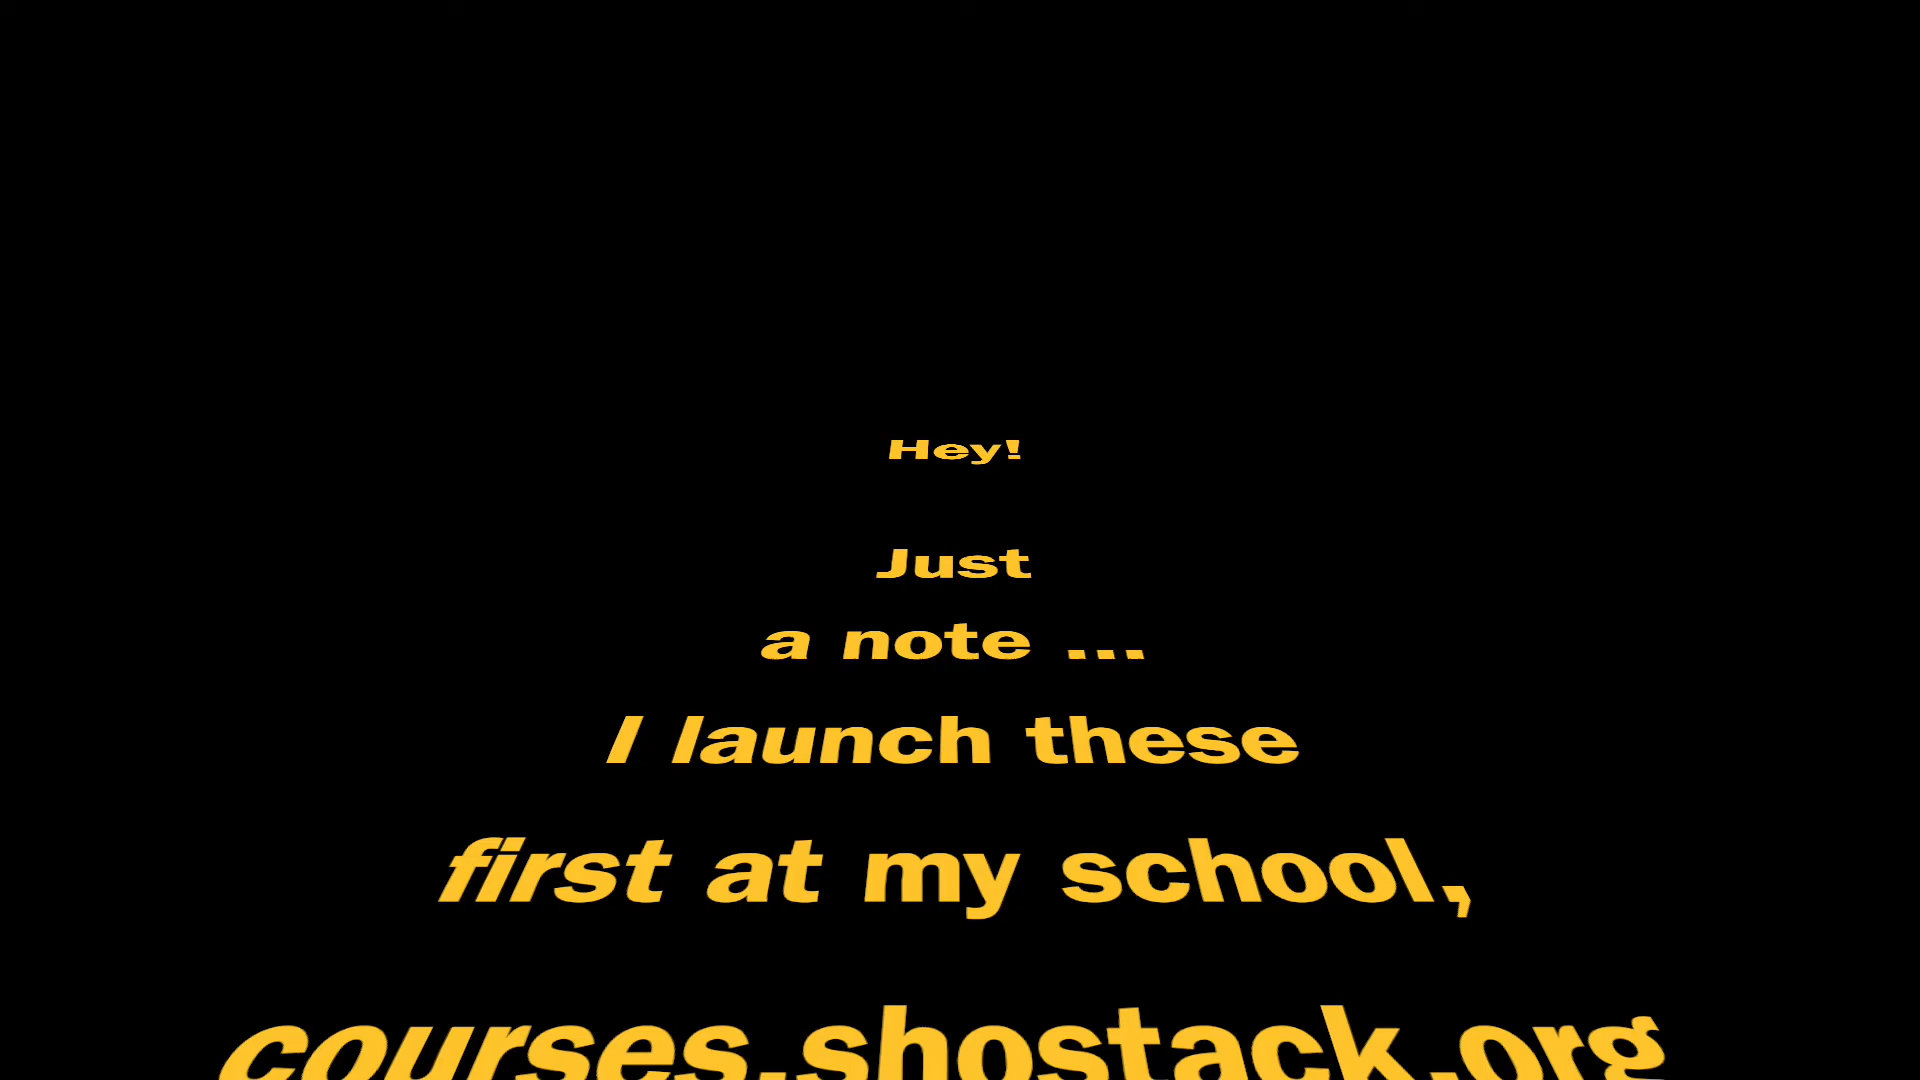 Hey!
Just
a note ...
I launch these
first at my school,
courses.shostack.org